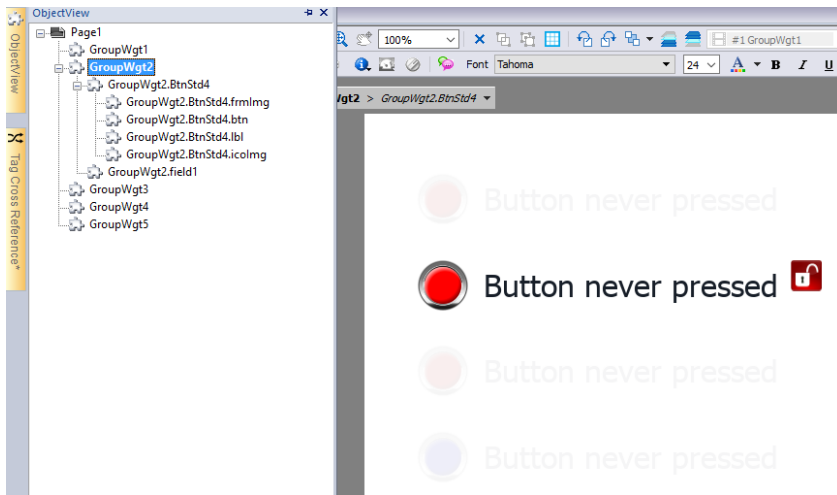 ObjectView
ObjectView
Tag Cross Reference*
Page1
GroupWgt1
GroupWgt2
GroupWgt2.BtnStd4
GroupWgt2.BtnStd4.frmImg
GroupWgt2.BtnStd4.btn
GroupWgt2.BtnStd4.lbl
GroupWgt2.BtnStd4.icoImg
GroupWgt2.field1
GroupWgt3
GroupWgt4
GroupWgt5
100%
#1 GroupWgt1
Font Tahoma
24 A B I U
Wgt2 > GroupWgt2.BtnStd4
Button never pressed
Button never pressed
Button never pressed
Button never pressed